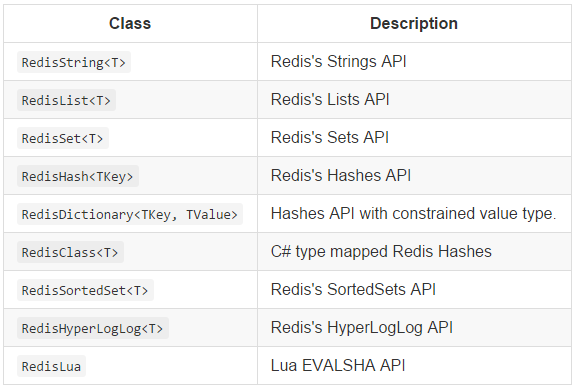 Class Description
RedisString<T> Redis's Strings API
RedisList<T> Redis's Lists API
RedisSet<T> Redis's Sets API
RedisHash<TKey> Redis's Hashes API
RedisDictionary<TKey, TValue> Hashes API with constrained value type.
RedisClass<T> C# type mapped Redis Hashes
RedisSortedSet<T> Redis's SortedSets API
RedisHyperLogLog<T> Redis's HyperLogLog API
RedisLua Lua EVALSHA API